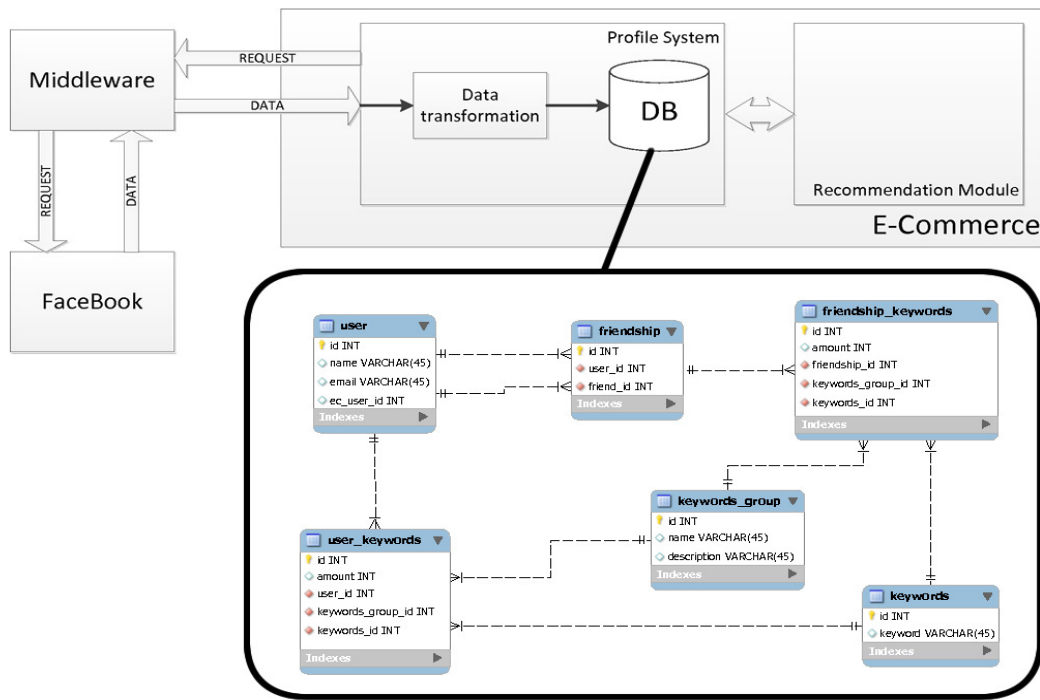 Middleware
REQUEST
DATA
REQUEST
DATA
FaceBook
Profile System
Data
transformation
DB
Recommendation Module
E-Commerce
user
id INT
name VARCHAR(45)
email VARCHAR(45)
ec_user_id INT
Indexes
friendship
id INT
user_id INT
friend_id INT
Indexes
friendship_keywords
id INT
amount INT
friendship_id INT
keywords_group_id INT
keywords_id INT
Indexes
keywords_group
id INT
name VARCHAR(45)
description VARCHAR(45)
Indexes
user_keywords
id INT
amount INT
user_id INT
keywords_group_id INT
keywords_id INT
Indexes
keywords
id INT
keyword VARCHAR(45)
Indexes